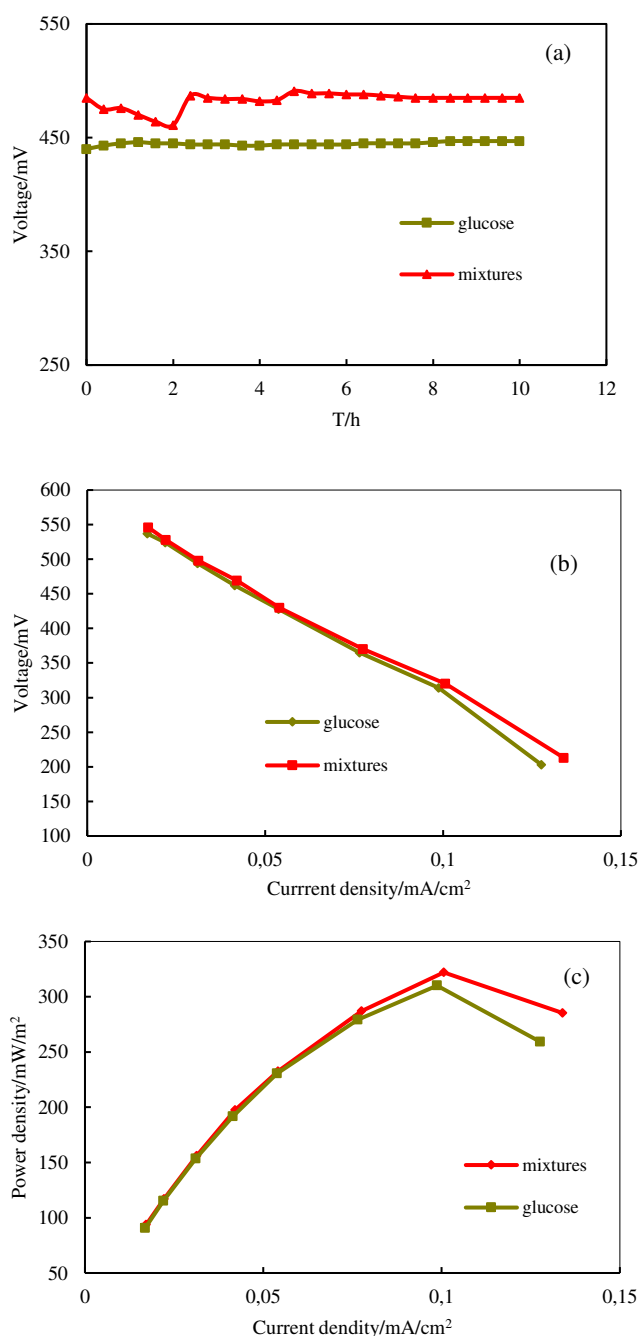 550
(a)
450
Voltage/mV
glucose
350
mixtures
250
0 2 4 6 8 10 12
T/h
600
550
(b)
500
450
400
Voltage/mV
350
300
glucose
250
mixtures
200
150
100
0 0,05 0,1 0,15
Currrent density/mA/cm²
350
(c)
300
250
Power density/mW/m²
200
150
mixtures
100
glucose
50
0 0,05 0,1 0,15
Current dendity/mA/cm²